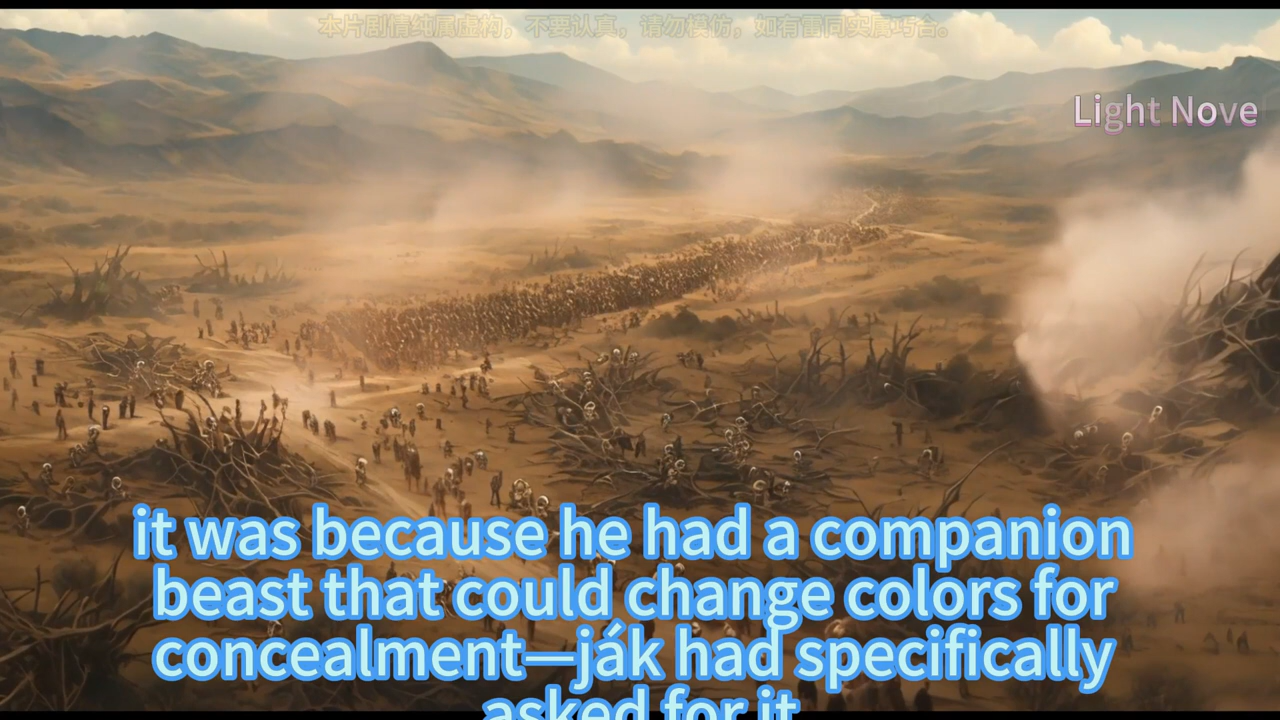 本片剧情纯属虚构，不要认真，请勿模仿，如有雷同实属巧合。
Light Nove
it was because he had a companion
beast that could change colors for
concealment—ják had specifically
asked for it